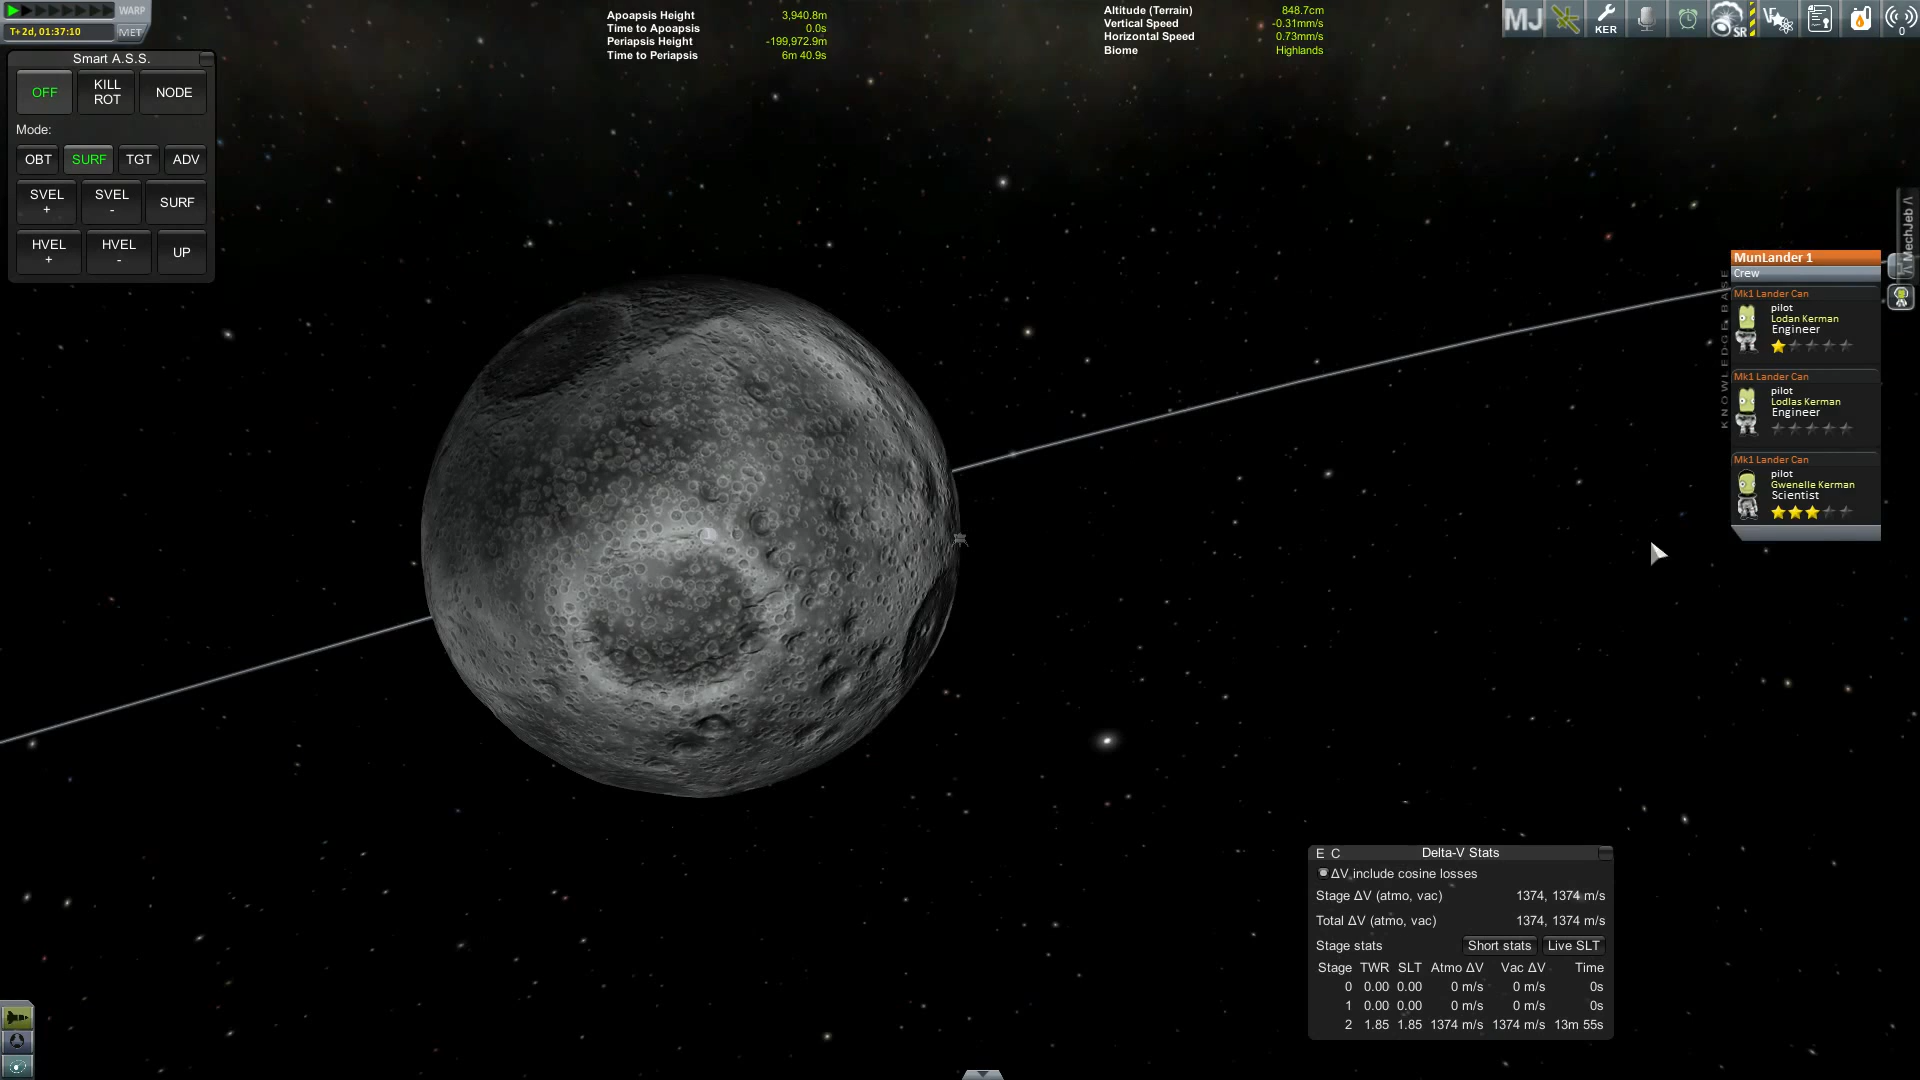 WARP
T+ 2d, 01:37:10
MET
Apoapsis Height 3,940.8m
Time to Apoapsis 0.0s
Periapsis Height -199,972.9m
Time to Periapsis 6m 40.9s
Altitude (Terrain) 848.7cm
Vertical Speed -0.31mm/s
Horizontal Speed 0.73mm/s
Biome Highlands
MJ
KER
SR
0
Smart A.S.S.
OFF
KILL ROT
NODE
Mode:
OBT SURF TGT ADV
SVEL +
SVEL -
SURF
HVEL +
HVEL -
UP
/\ MechJeb /\
KNOWLEDGE BASE
MunLander 1
Crew
Mk1 Lander Can
pilot
Lodan Kerman
Engineer
Mk1 Lander Can
pilot
Lodlas Kerman
Engineer
Mk1 Lander Can
pilot
Gwenelle Kerman
Scientist
E C Delta-V Stats
ΔV include cosine losses
Stage ΔV (atmo, vac) 1374, 1374 m/s
Total ΔV (atmo, vac) 1374, 1374 m/s
Stage stats Short stats Live SLT
Stage TWR SLT Atmo ΔV Vac ΔV Time
0 0.00 0.00 0 m/s 0 m/s 0s
1 0.00 0.00 0 m/s 0 m/s 0s
2 1.85 1.85 1374 m/s 1374 m/s 13m 55s